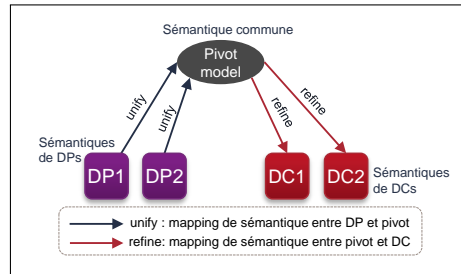 Sémantique commune
Pivot
model
unify
unify
refine
refine
Sémantiques
de DPs
DP1
DP2
DC1
DC2
Sémantiques
de DCs
unify : mapping de sémantique entre DP et pivot
refine: mapping de sémantique entre pivot et DC